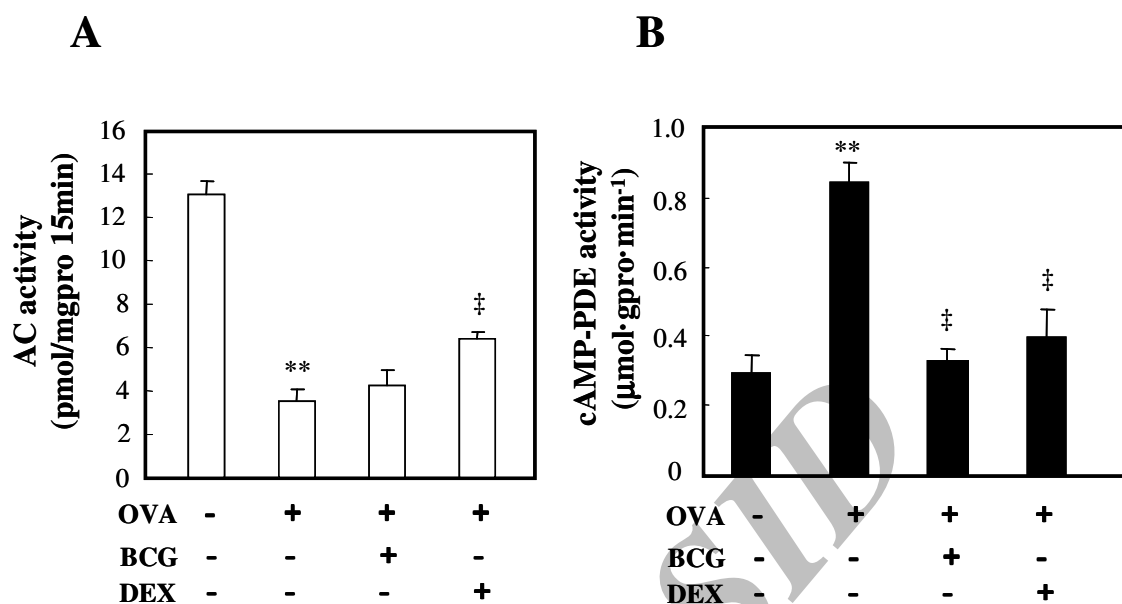 A
B
AC activity
(pmol/mgpro 15min)
16
14
12
10
8
6
4
2
0
**
‡
OVA - + + +
BCG - - + -
DEX - - - +
cAMP-PDE activity
(μmol·gpro·min-1)
1.0
0.8
0.6
0.4
0.2
0
**
‡
‡
OVA - + + +
BCG - - + -
DEX - - - +
SID